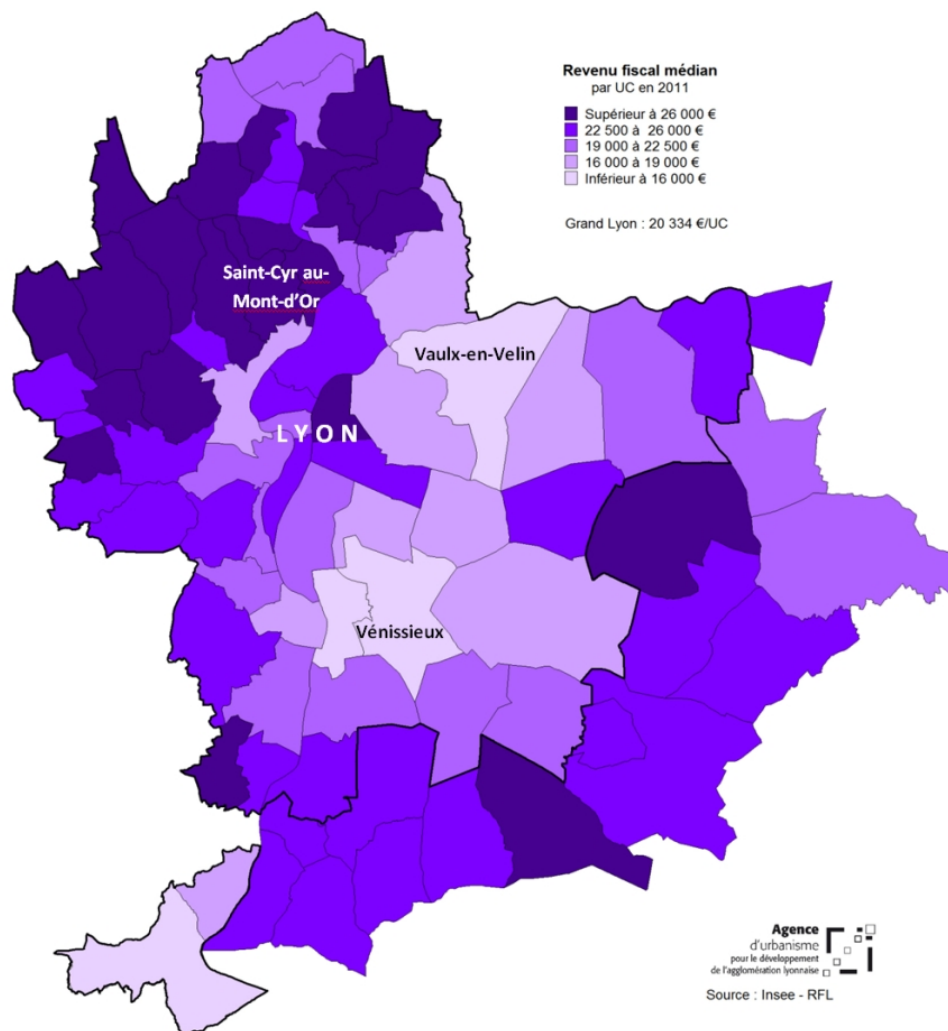 Revenu fiscal médian
par UC en 2011
Supérieur à 26 000 €
22 500 à 26 000 €
19 000 à 22 500 €
16 000 à 19 000 €
Inférieur à 16 000 €
Grand Lyon : 20 334 €/UC
Saint-Cyr au-
Mont-d'Or
Vaulx-en-Velin
LYON
Vénissieux
Agence
d'urbanisme
pour le développement
de l'agglomération lyonnaise
Source : Insee - RFL